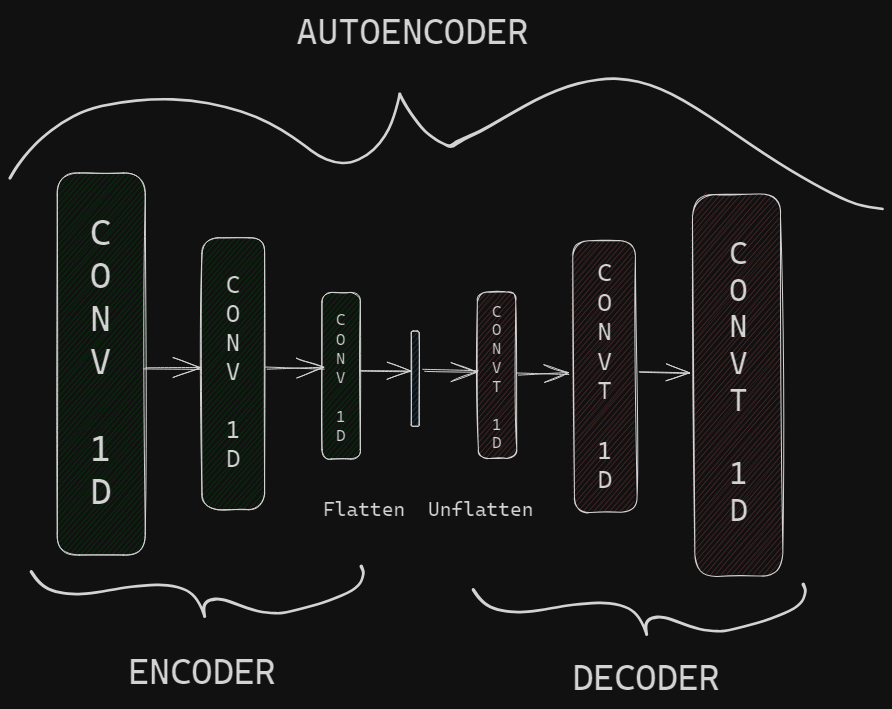 AUTOENCODER
CONV 1D
CONV 1D
CONV 1D
CONVT 1D
CONVT 1D
CONVT 1D
Flatten Unflatten
ENCODER
DECODER